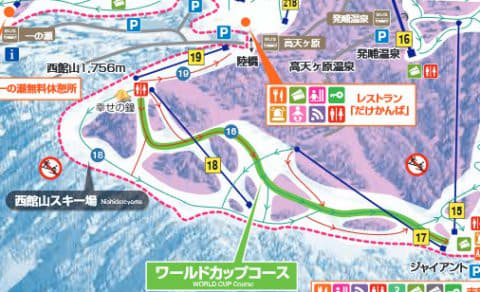 21B
P
一の瀬
P
発哺温泉
16
P
i
19
高天ヶ原
発哺温泉
西館山1,756m
陸橋
高天ヶ原温泉
一の瀬無料休憩所
19
幸せの鐘
レストラン
「だけかんば」
16
18
18
西館山スキー場 Nishidateyama
15
17
ワールドカップコース
WORLD CUP Course
ジャイアント
P